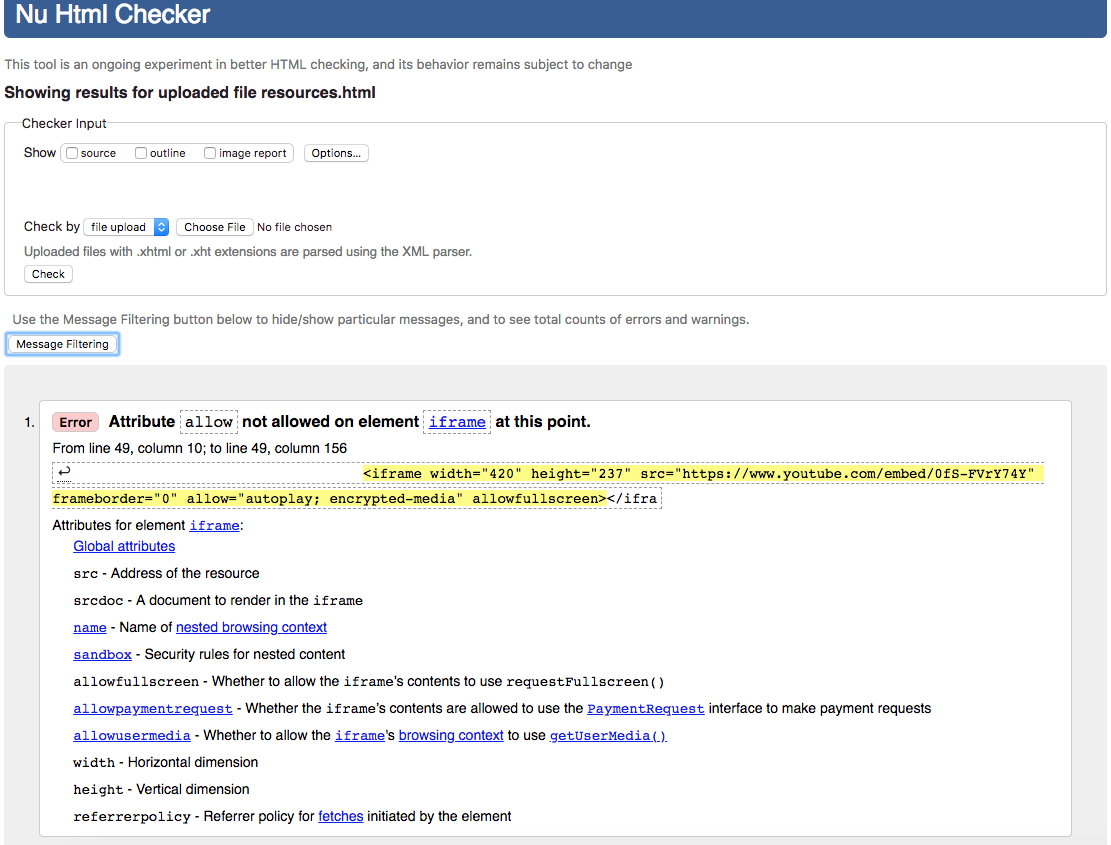 Nu Html Checker
This tool is an ongoing experiment in better HTML checking, and its behavior remains subject to change
Showing results for uploaded file resources.html
Checker Input
Show source outline image report Options...
Check by file upload Choose File No file chosen
Uploaded files with .xhtml or .xht extensions are parsed using the XML parser.
Check
Use the Message Filtering button below to hide/show particular messages, and to see total counts of errors and warnings.
Message Filtering
1. Error Attribute allow not allowed on element iframe at this point.
From line 49, column 10; to line 49, column 156
↩ <iframe width="420" height="237" src="https://www.youtube.com/embed/0fS-FVrY74Y"
frameborder="0" allow="autoplay; encrypted-media" allowfullscreen></ifra
Attributes for element iframe:
Global attributes
src - Address of the resource
srcdoc - A document to render in the iframe
name - Name of nested browsing context
sandbox - Security rules for nested content
allowfullscreen - Whether to allow the iframe's contents to use requestFullscreen()
allowpaymentrequest - Whether the iframe's contents are allowed to use the PaymentRequest interface to make payment requests
allowusermedia - Whether to allow the iframe's browsing context to use getUserMedia()
width - Horizontal dimension
height - Vertical dimension
referrerpolicy - Referrer policy for fetches initiated by the element